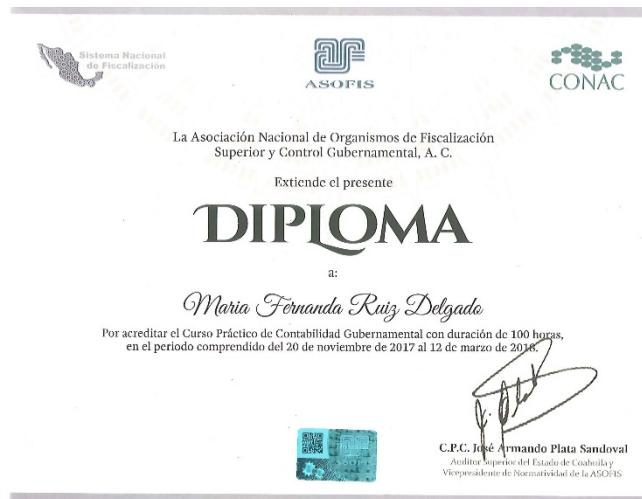 Sistema Nacional
de Fiscalización
ASOFIS
CONAC
La Asociación Nacional de Organismos de Fiscalización
Superior y Control Gubernamental, A. C.
Extiende el presente
DIPLOMA
a:
Maria Fernanda Ruiz Delgado
Por acreditar el Curso Práctico de Contabilidad Gubernamental con duración de 100 horas,
en el periodo comprendido del 20 de noviembre de 2017 al 12 de marzo de 2018.
C.P.C. José Armando Plata Sandoval
Auditor Superior del Estado de Coahuila y
Vicepresidente de Normatividad de la ASOFIS